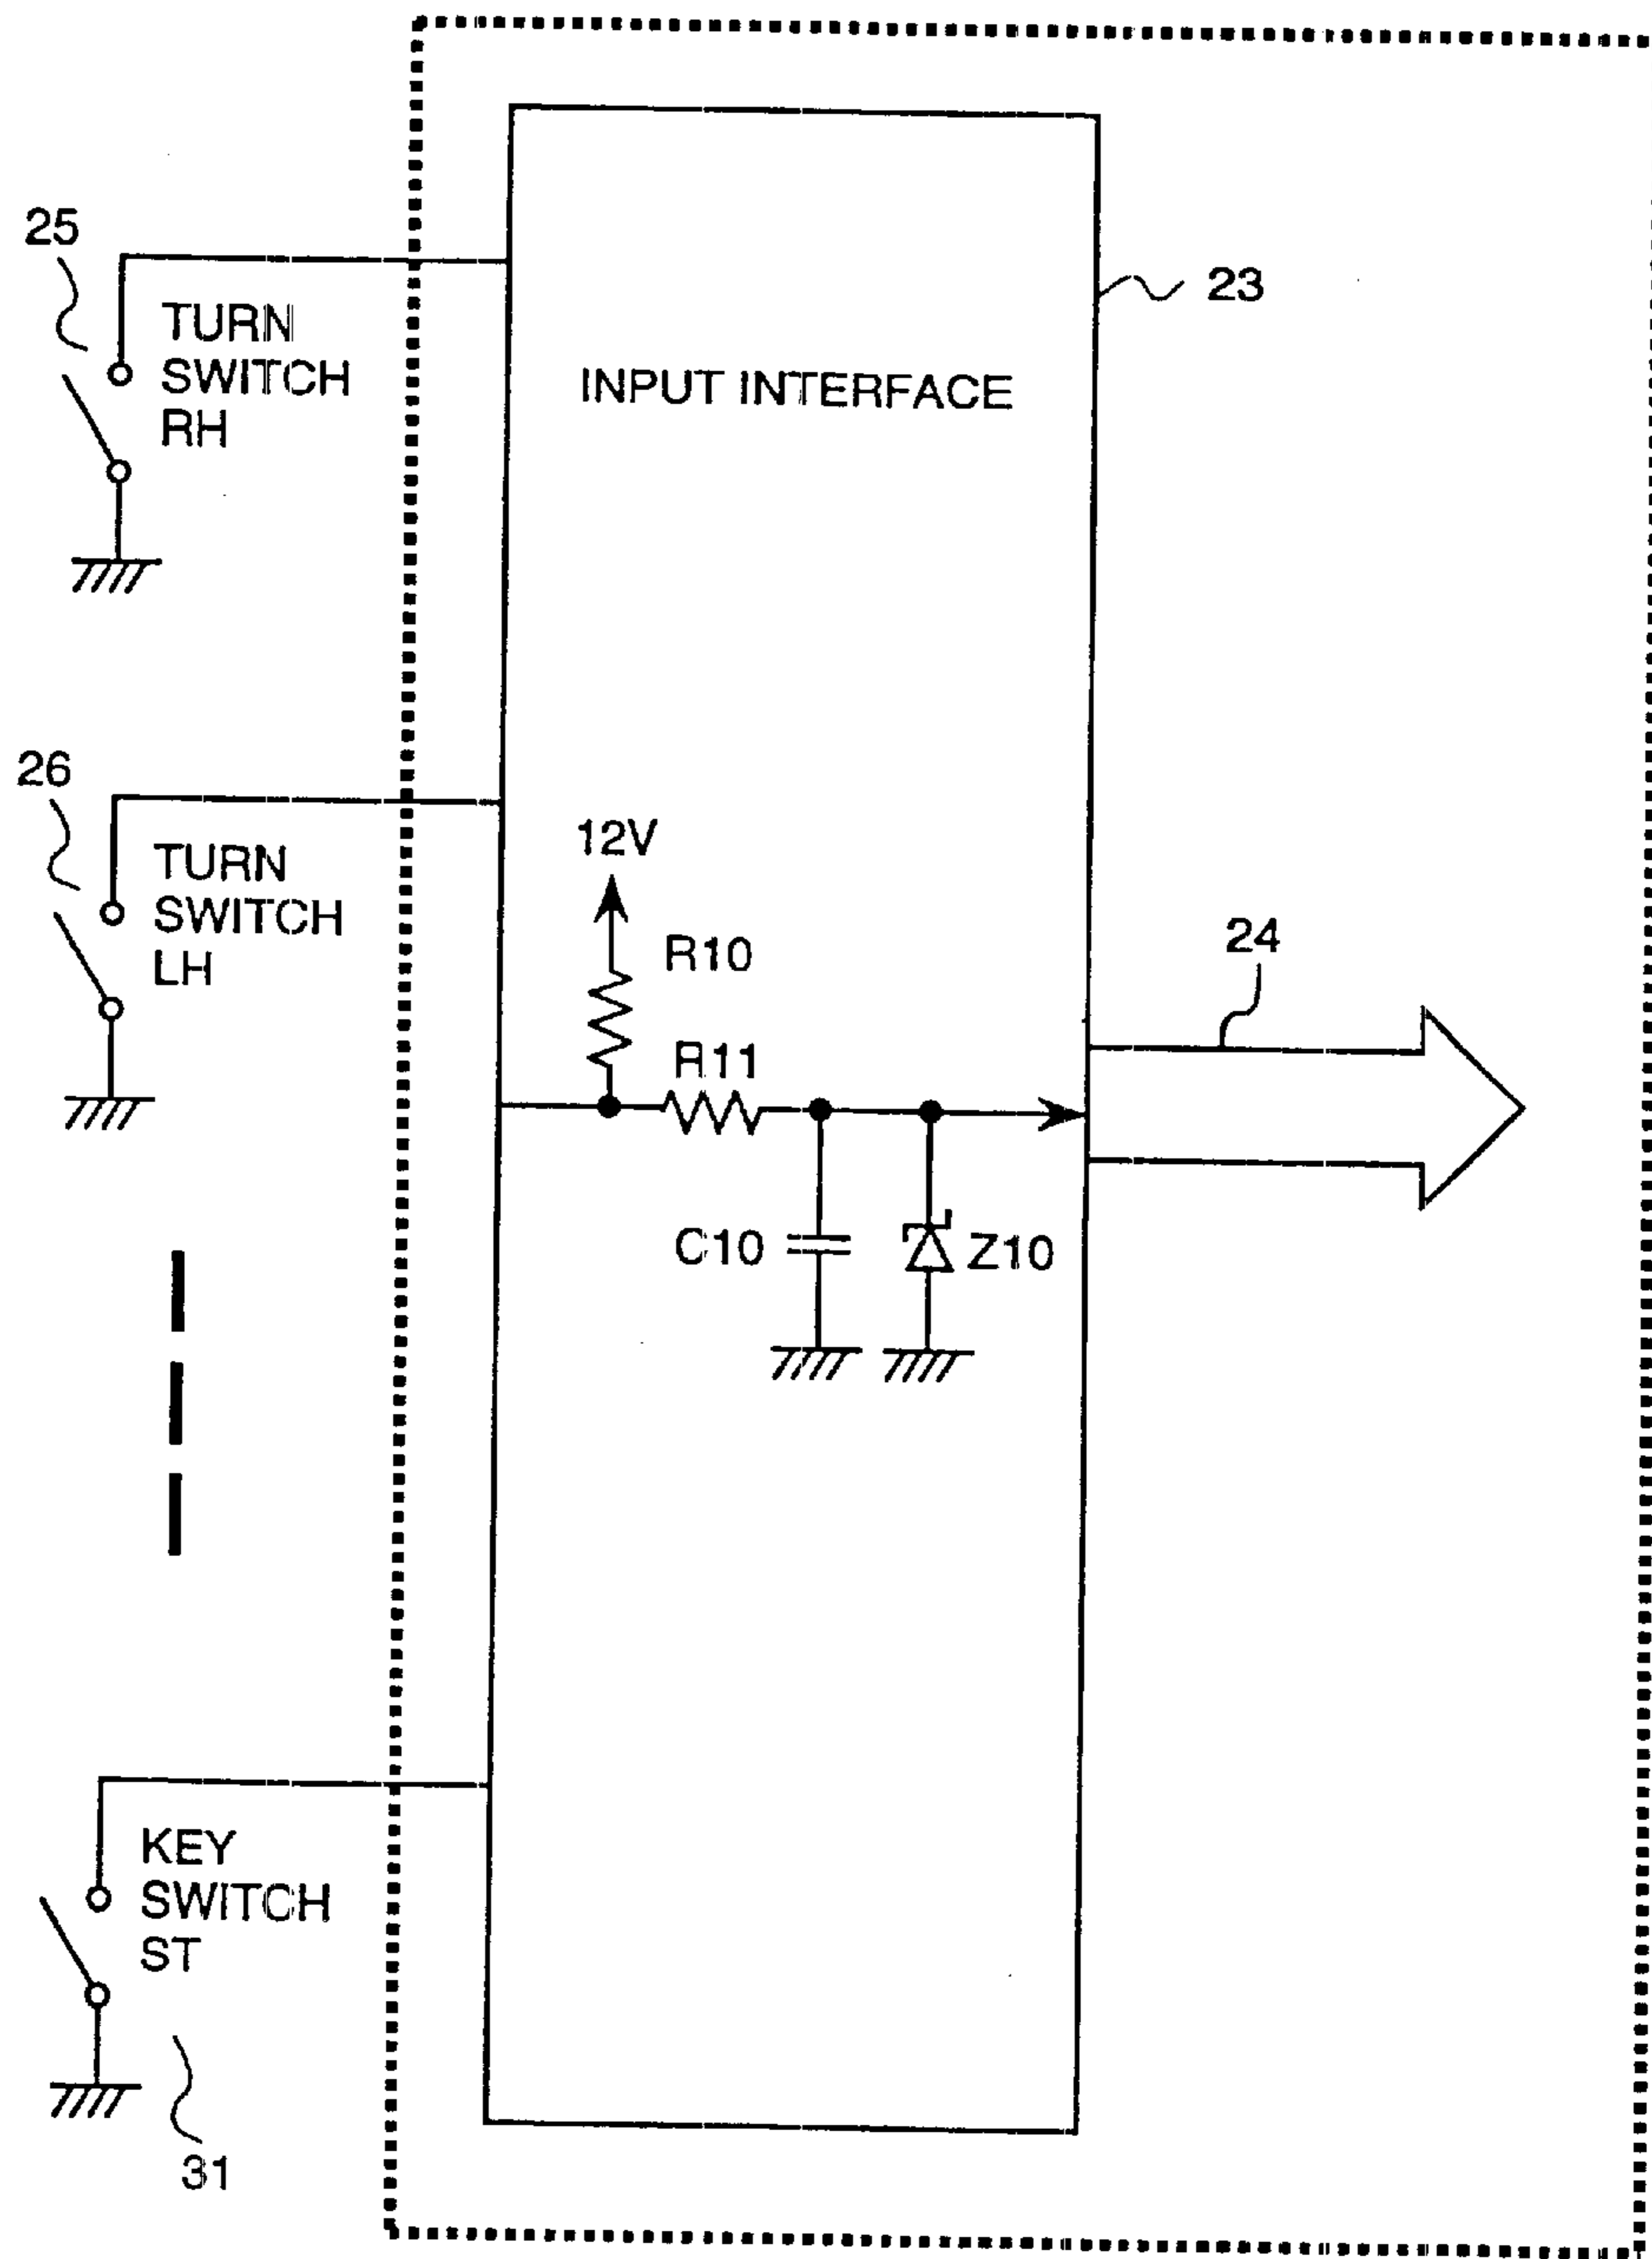 25
TURN
SWITCH
RH
23
INPUT INTERFACE
26
TURN
SWITCH
LH
12V
R10
R11
24
C10
Z10
KEY
SWITCH
ST
31